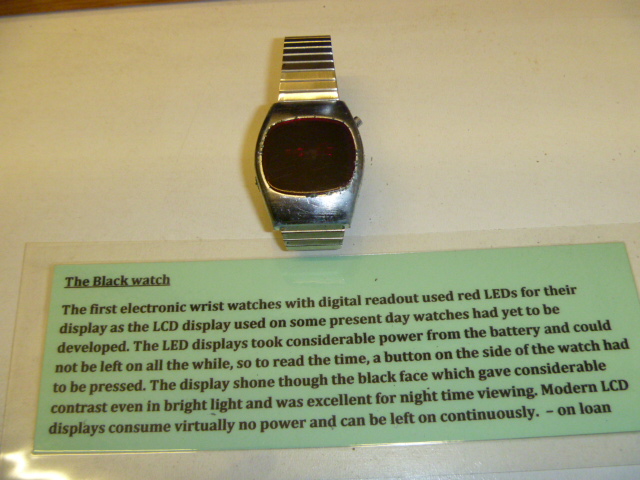 The Black watch
The first electronic wrist watches with digital readout used red LEDs for their
display as the LCD display used on some present day watches had yet to be
developed. The LED displays took considerable power from the battery and could
not be left on all the while, so to read the time, a button on the side of the watch had
to be pressed. The display shone though the black face which gave considerable
contrast even in bright light and was excellent for night time viewing. Modern LCD
displays consume virtually no power and can be left on continuously. – on loan